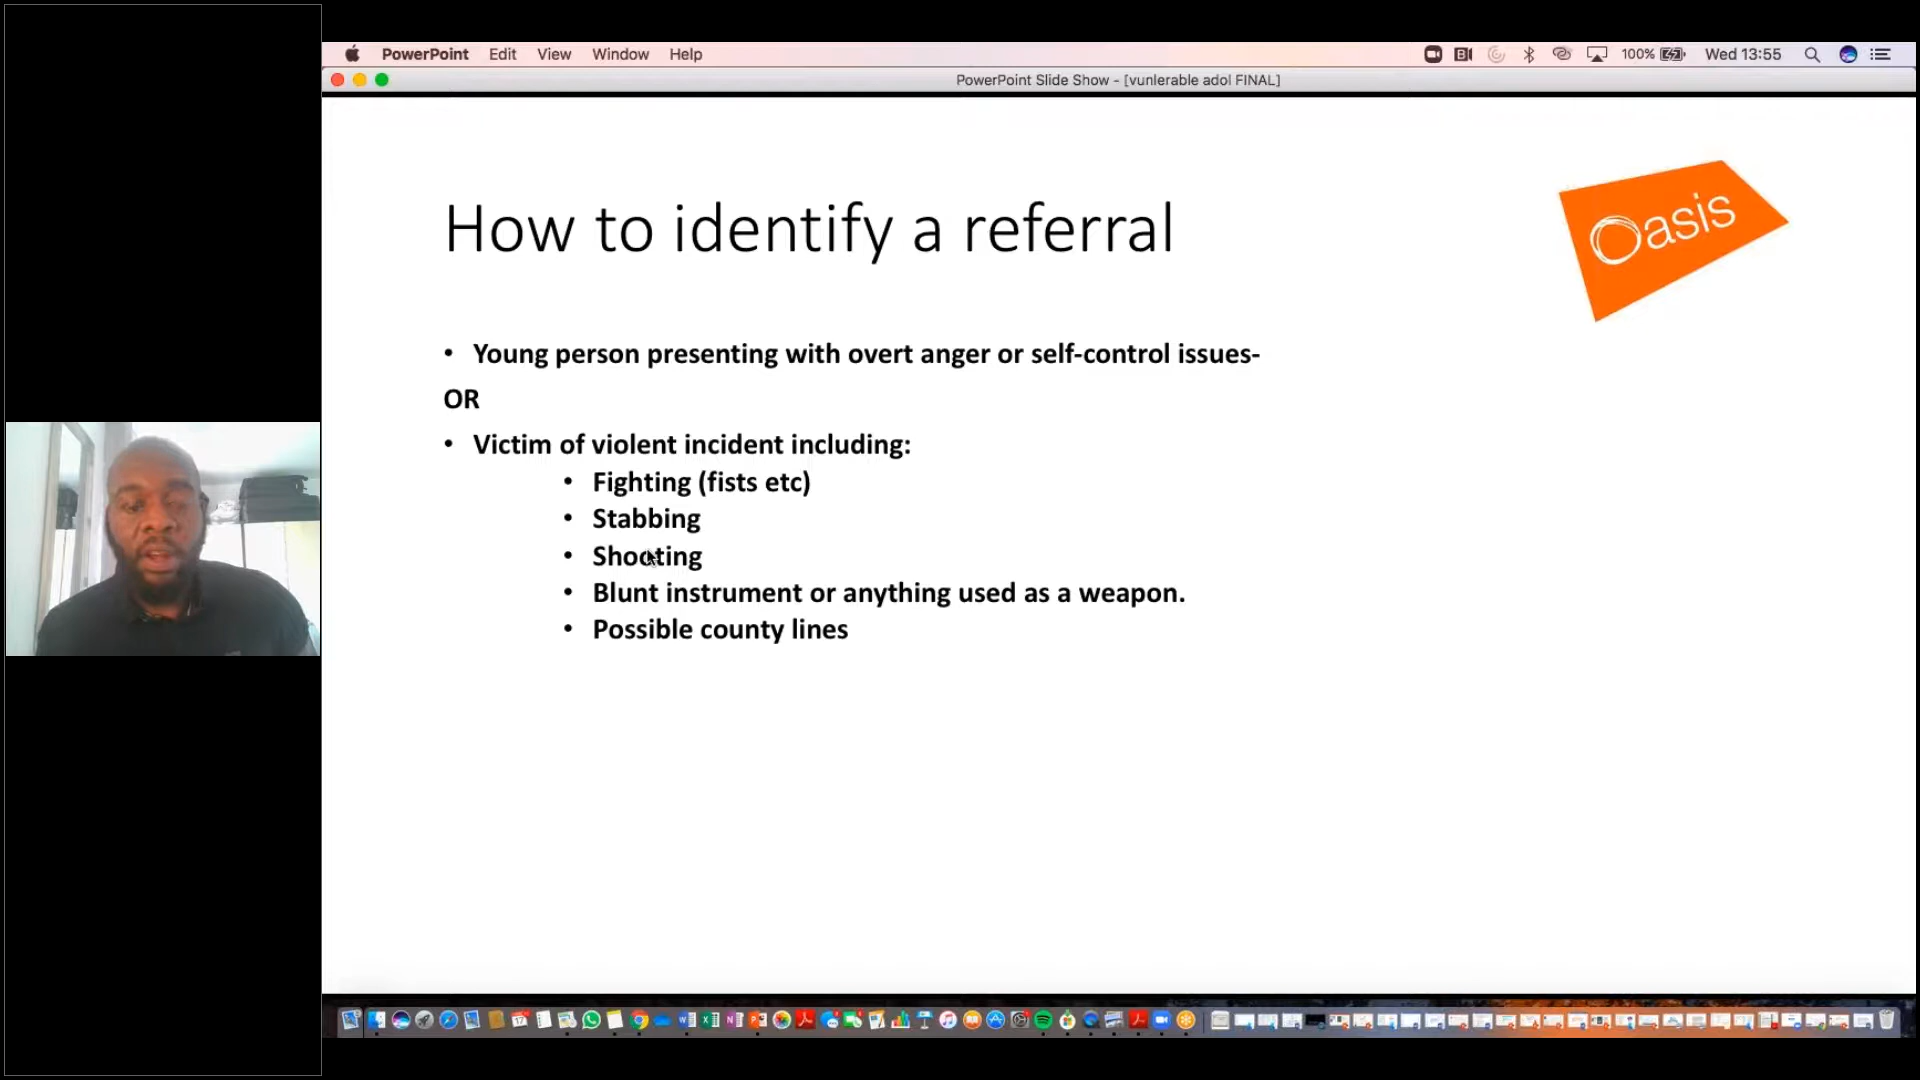 PowerPoint Edit View Window Help 100% Wed 13:55
PowerPoint Slide Show - [vunlerable adol FINAL]
How to identify a referral
Oasis
• Young person presenting with overt anger or self-control issues-
OR
• Victim of violent incident including:
• Fighting (fists etc)
• Stabbing
• Shooting
• Blunt instrument or anything used as a weapon.
• Possible county lines
17